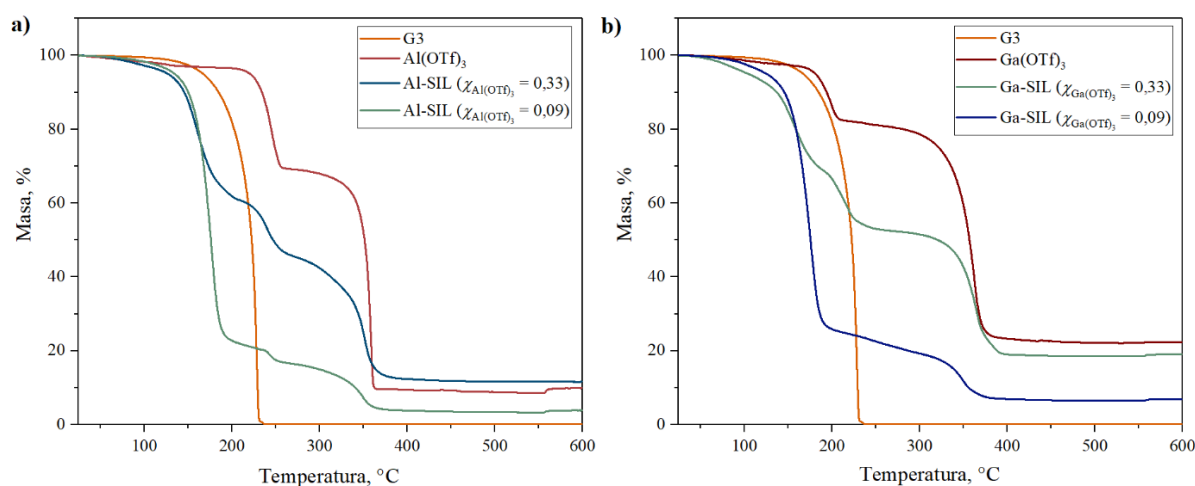 a)
G3
Al(OTf)₃
Al-SIL (χAl(OTf)₃ = 0,33)
Al-SIL (χAl(OTf)₃ = 0,09)
100
80
60
40
20
0
Masa, %
100 200 300 400 500 600
Temperatura, °C
b)
G3
Ga(OTf)₃
Ga-SIL (χGa(OTf)₃ = 0,33)
Ga-SIL (χGa(OTf)₃ = 0,09)
100
80
60
40
20
0
Masa, %
100 200 300 400 500 600
Temperatura, °C